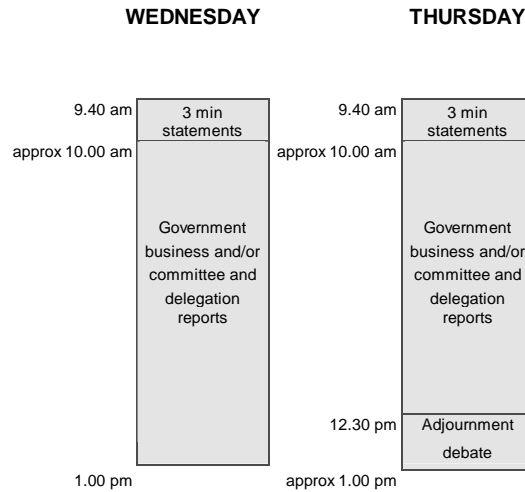 WEDNESDAY
9.40 am
3 min
statements
approx 10.00 am
Government
business and/or
committee and
delegation
reports
1.00 pm
THURSDAY
9.40 am
3 min
statements
approx 10.00 am
Government
business and/or
committee and
delegation
reports
12.30 pm
Adjournment
debate
approx 1.00 pm